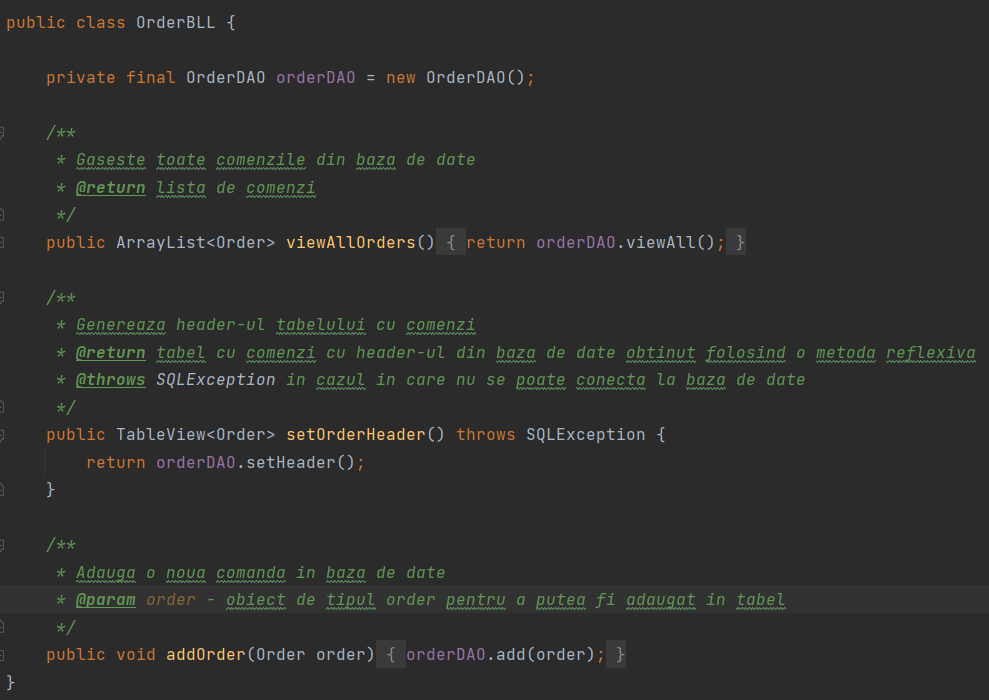 public class OrderBLL {
private final OrderDAO orderDAO = new OrderDAO();
/**
* Gaseste toate comenzile din baza de date
* @return lista de comenzi
*/
public ArrayList<Order> viewAllOrders() { return orderDAO.viewAll(); }
/**
* Genereaza header-ul tabelului cu comenzi
* @return tabel cu comenzi cu header-ul din baza de date obtinut folosind o metoda reflexiva
* @throws SQLException in cazul in care nu se poate conecta la baza de date
*/
public TableView<Order> setOrderHeader() throws SQLException {
return orderDAO.setHeader();
}
/**
* Adauga o noua comanda in baza de date
* @param order - obiect de tipul order pentru a putea fi adaugat in tabel
*/
public void addOrder(Order order) { orderDAO.add(order); }
}